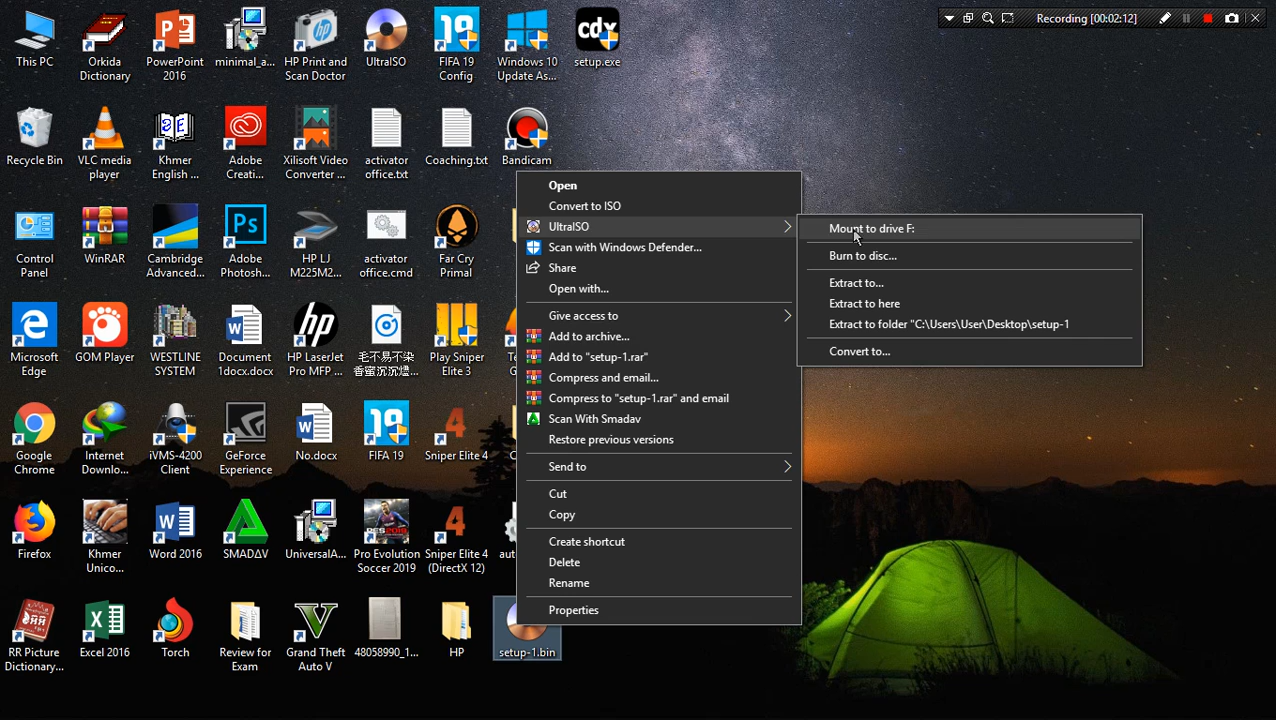 Recording [00:02:12]
This PC
Orkida
Dictionary
PowerPoint
2016
minimal_a...
HP Print and
Scan Doctor
UltraISO
FIFA 19
Config
Windows 10
Update As...
cdx
setup.exe
Recycle Bin
VLC media
player
Khmer
English ...
Adobe
Creati...
Xilisoft Video
Converter ...
activator
office.txt
Coaching.txt
Bandicam
Control
Panel
WinRAR
Cambridge
Advanced ...
Adobe
Photosh...
HP LJ
M225M2...
activator
office.cmd
Far Cry
Primal
Microsoft
Edge
GOM Player
WESTLINE
SYSTEM
Document
1docx.docx
HP LaserJet
Pro MFP ...
毛不易不染
Play Sniper
Elite 3
Google
Chrome
Internet
Downlo...
iVMS-4200
Client
GeForce
Experience
No.docx
FIFA 19
Sniper Elite 4
Firefox
Khmer
Unico...
Word 2016
SMADΔV
UniversalA...
Pro Evolution
Soccer 2019
Sniper Elite 4
(DirectX 12)
RR Picture
Dictionary...
Excel 2016
Torch
Review for
Exam
Grand Theft
Auto V
48058990_1...
HP
setup-1.bin
Open
Convert to ISO
UltraISO
Scan with Windows Defender...
Share
Open with...
Give access to
Add to archive...
Add to "setup-1.rar"
Compress and email...
Compress to "setup-1.rar" and email
Scan With Smadav
Restore previous versions
Send to
Cut
Copy
Create shortcut
Delete
Rename
Properties
Mount to drive F:
Burn to disc...
Extract to...
Extract to here
Extract to folder "C:\Users\User\Desktop\setup-1
Convert to...